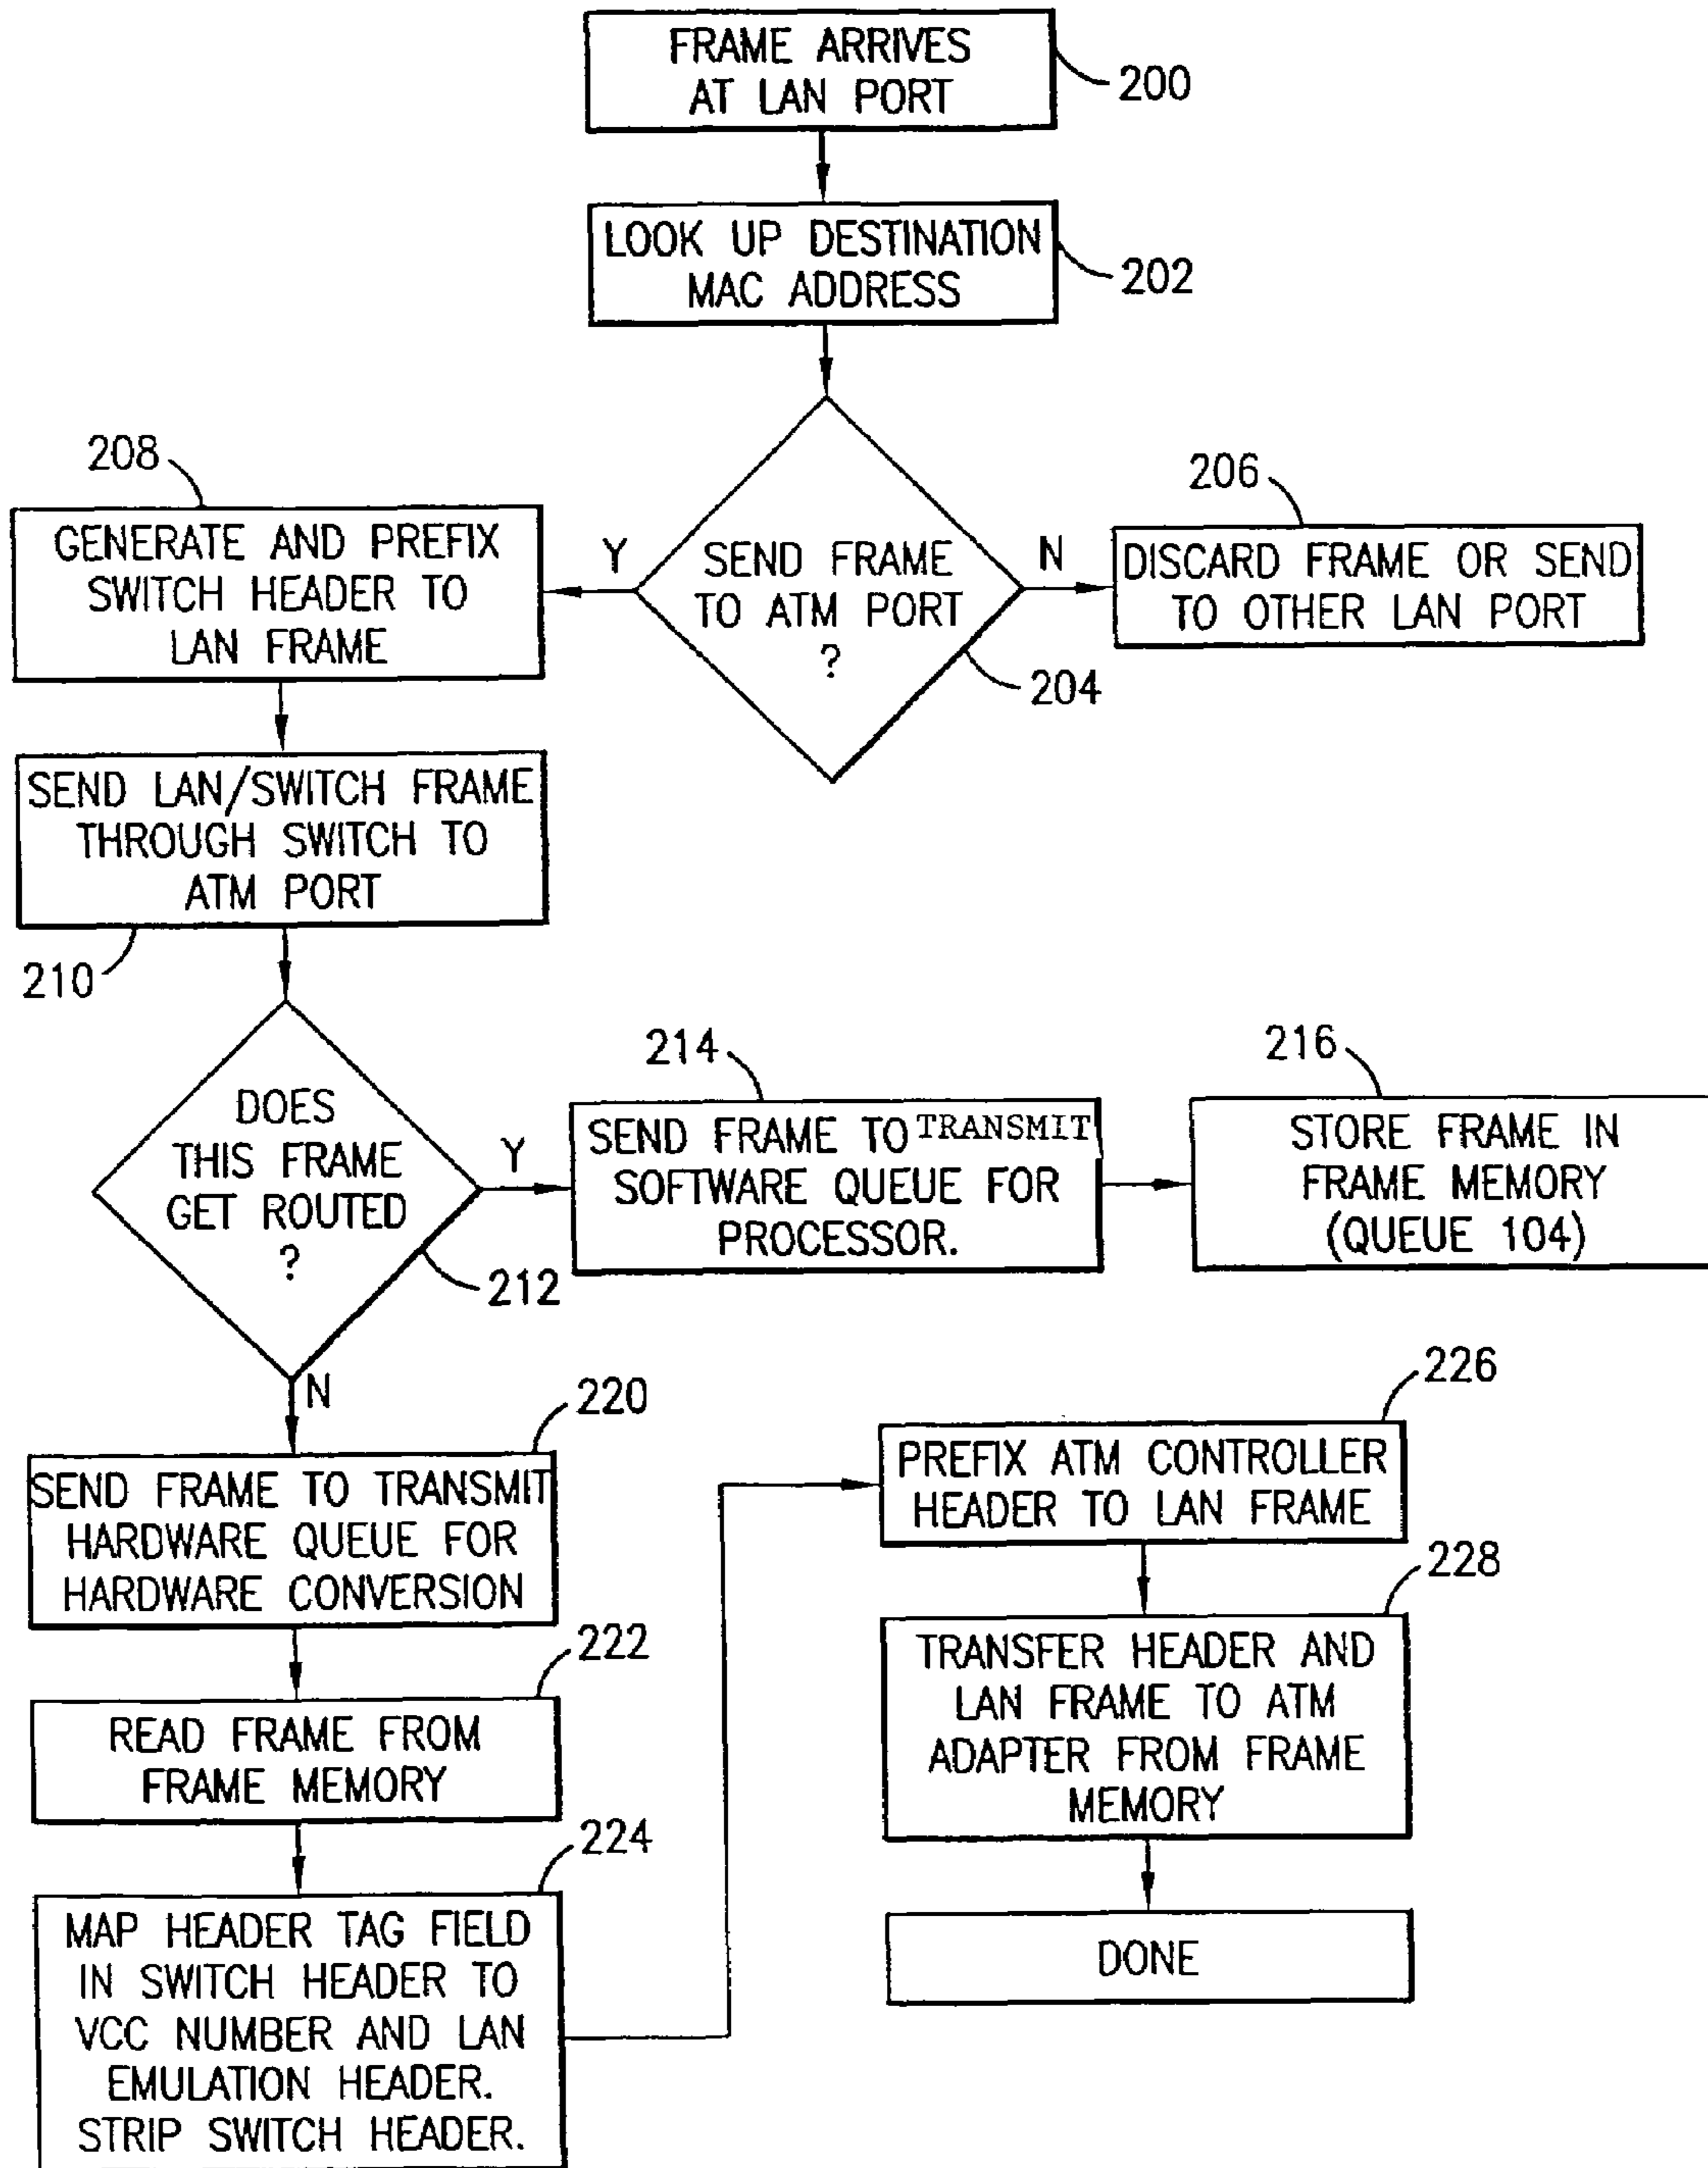 FRAME ARRIVES
AT LAN PORT
200
LOOK UP DESTINATION
MAC ADDRESS
202
SEND FRAME
TO ATM PORT
?
204
Y
N
206
DISCARD FRAME OR SEND
TO OTHER LAN PORT
208
GENERATE AND PREFIX
SWITCH HEADER TO
LAN FRAME
SEND LAN/SWITCH FRAME
THROUGH SWITCH TO
ATM PORT
210
DOES
THIS FRAME
GET ROUTED
?
212
Y
N
214
SEND FRAME TO TRANSMIT
SOFTWARE QUEUE FOR
PROCESSOR.
216
STORE FRAME IN
FRAME MEMORY
(QUEUE 104)
220
SEND FRAME TO TRANSMIT
HARDWARE QUEUE FOR
HARDWARE CONVERSION
222
READ FRAME FROM
FRAME MEMORY
224
MAP HEADER TAG FIELD
IN SWITCH HEADER TO
VCC NUMBER AND LAN
EMULATION HEADER.
STRIP SWITCH HEADER.
226
PREFIX ATM CONTROLLER
HEADER TO LAN FRAME
228
TRANSFER HEADER AND
LAN FRAME TO ATM
ADAPTER FROM FRAME
MEMORY
DONE